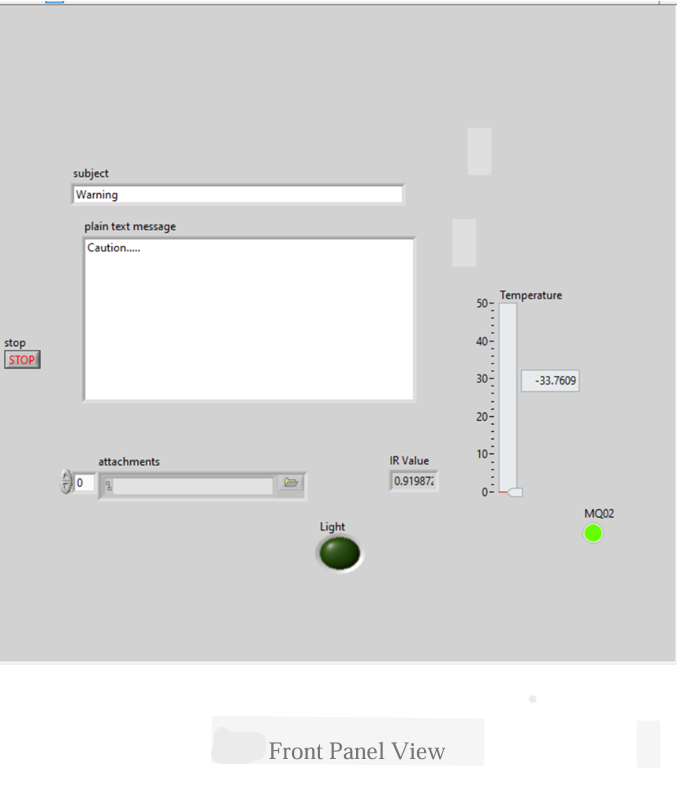 subject
Warning
plain text message
Caution.....
Temperature
50
40
30
20
10
0
-33.7609
stop
STOP
attachments
0
IR Value
0.91987
MQ02
Light
Front Panel View